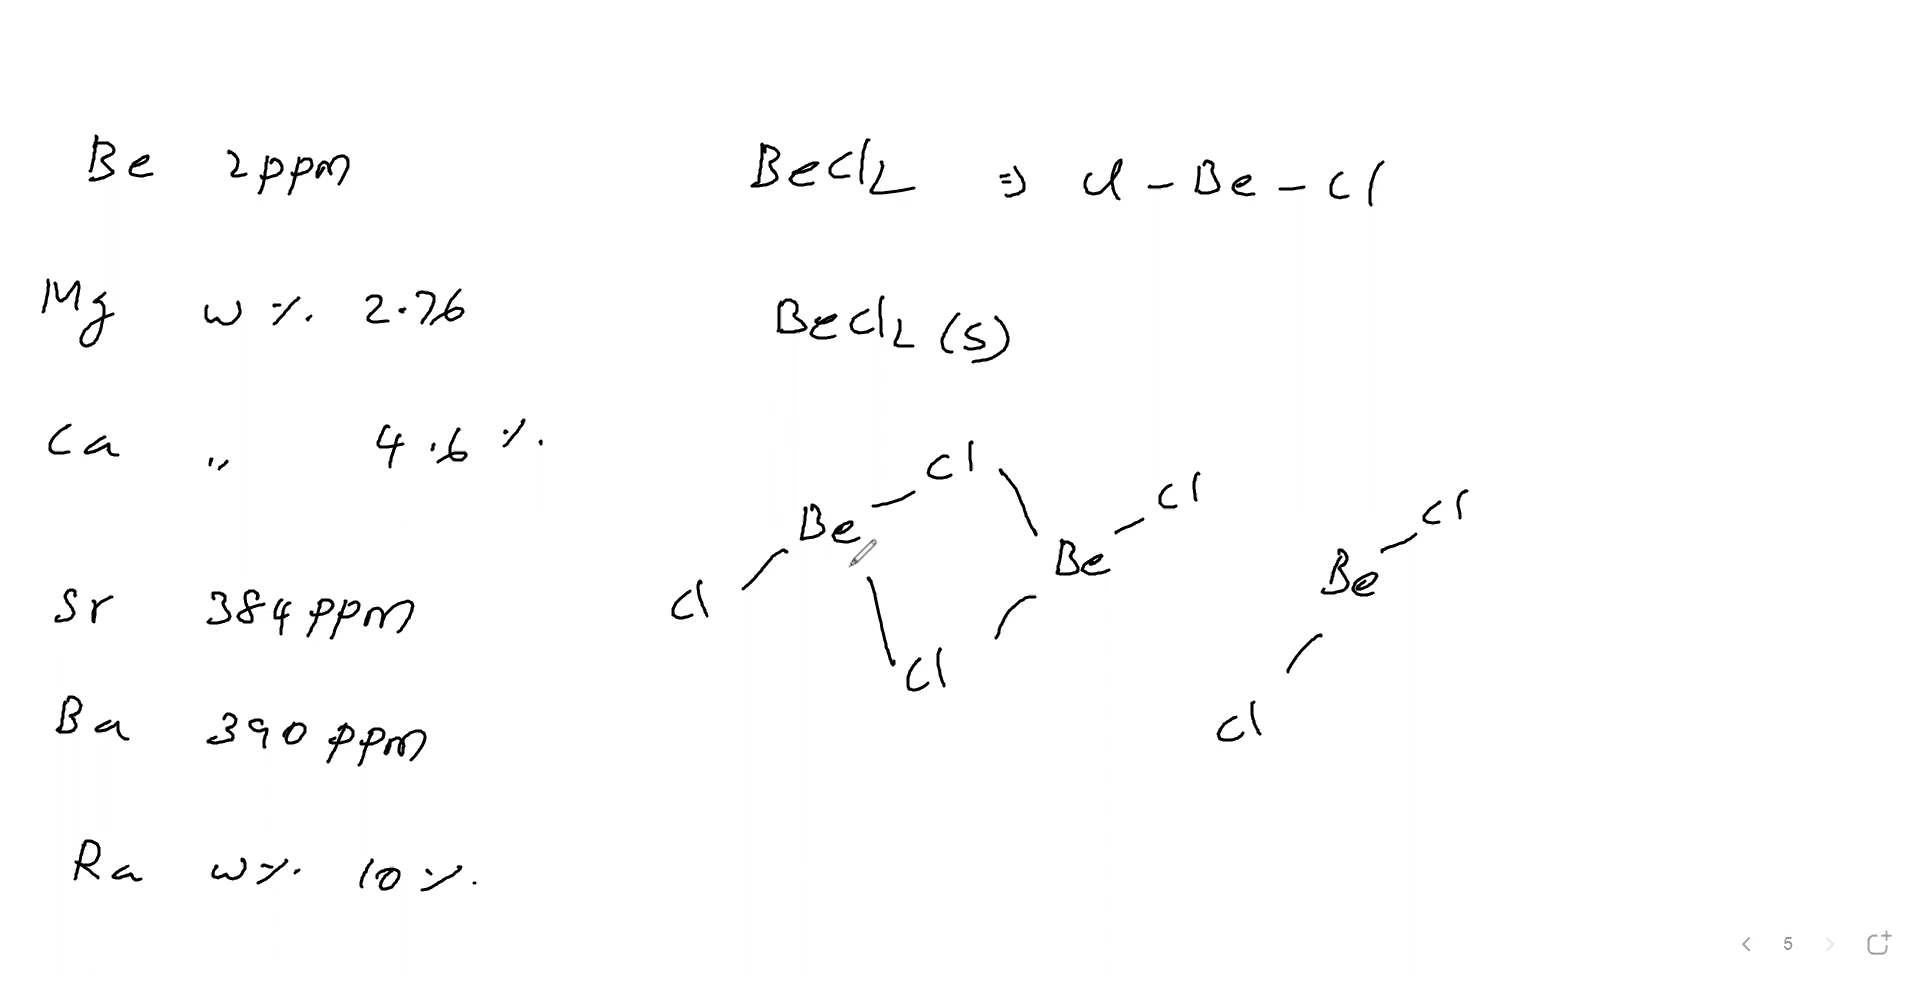 Be 2ppm
Mg w %. 2.76
Ca " 4.6 %.
Sr 384 ppm
Ba 390 ppm
Ra w%. 10 %.
BeCl2 ⇒ Cl - Be - Cl
BeCl2 (s)
Cl
Be
Cl
Be
Cl
Cl
Cl
Be
Cl
5